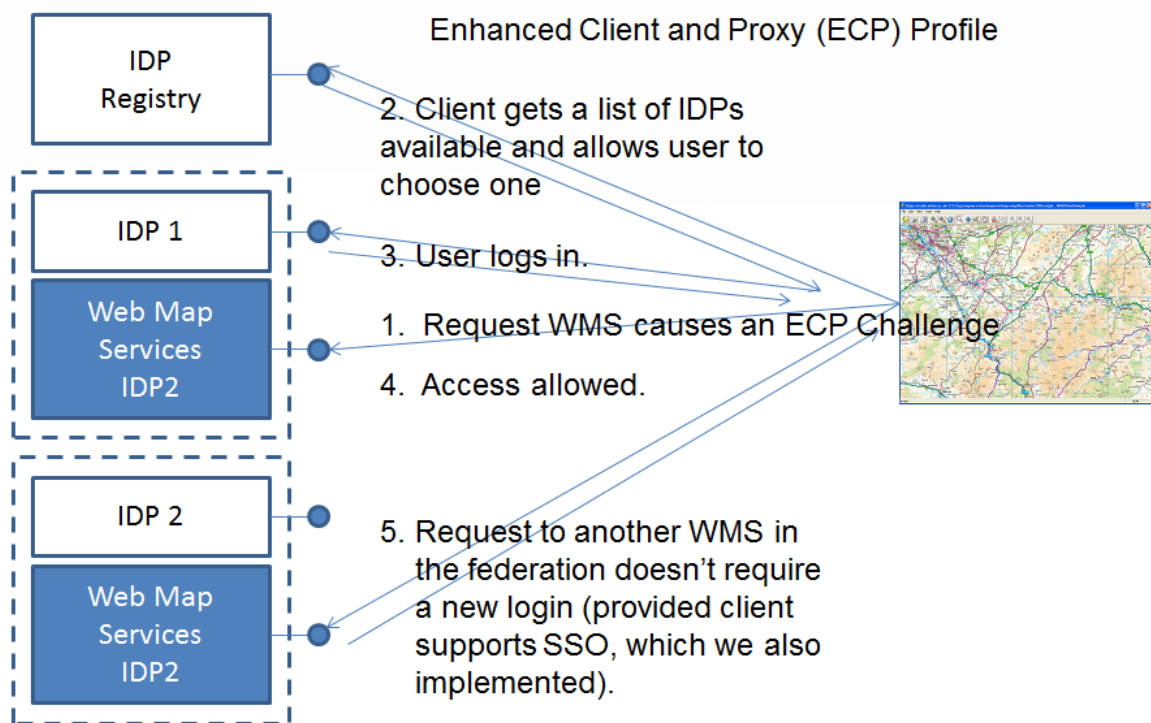 Enhanced Client and Proxy (ECP) Profile
IDP
Registry
2. Client gets a list of IDPs
available and allows user to
choose one
IDP 1
3. User logs in.
Web Map
Services
IDP2
1. Request WMS causes an ECP Challenge
4. Access allowed.
IDP 2
5. Request to another WMS in
the federation doesn't require
a new login (provided client
supports SSO, which we also
implemented).
Web Map
Services
IDP2